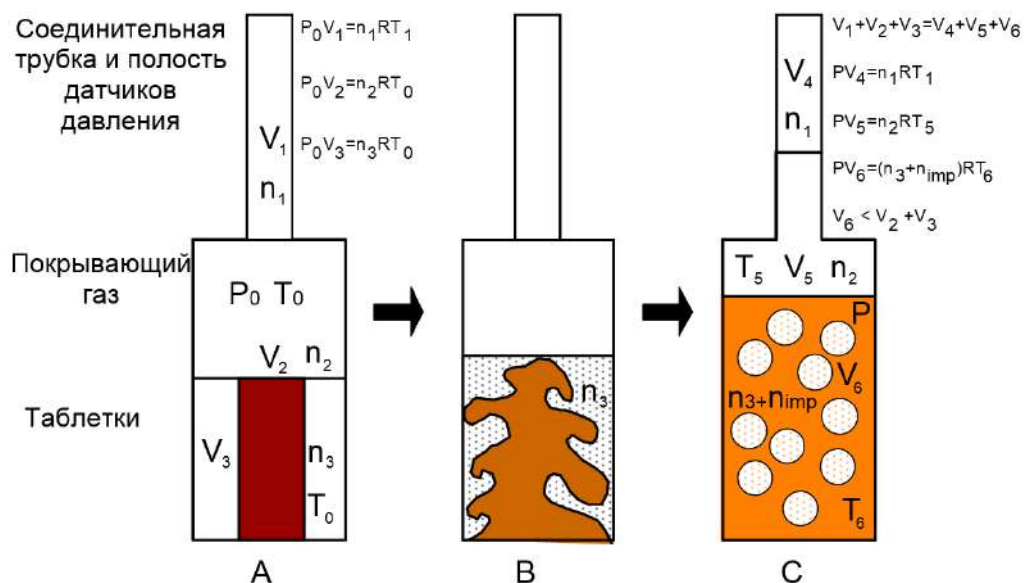 Соединительная
трубка и полость
датчиков
давления
P₀V₁=n₁RT₁
P₀V₂=n₂RT₀
P₀V₃=n₃RT₀
V₁
n₁
V₁+V₂+V₃=V₄+V₅+V₆
PV₄=n₁RT₁
PV₅=n₂RT₅
PV₆=(n₃+nimp)RT₆
V₆ < V₂ +V₃
V₄
n₁
Покрывающий
газ
P₀ T₀
V₂ n₂
T₅ V₅ n₂
Таблетки
V₃
n₃
T₀
n₃
P
V₆
n₃+nimp
T₆
A
B
C